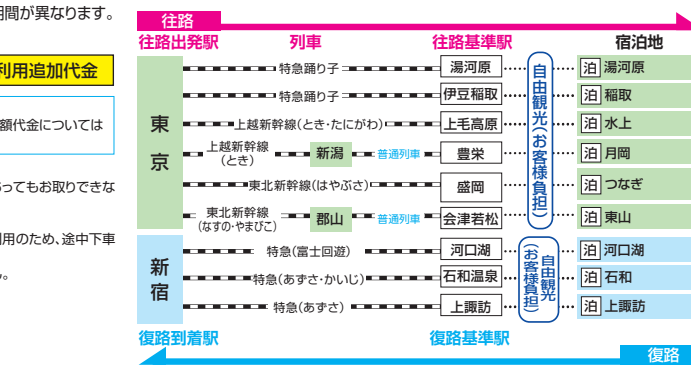 期間が異なります。
利用追加代金
額代金については
ってもお取りできな
用のため、途中下車
往路
往路出発駅 列車 往路基準駅 宿泊地
東京
特急踊り子 湯河原 泊 湯河原
特急踊り子 伊豆稲取 泊 稲取
上越新幹線(とき・たにがわ) 上毛高原 泊 水上
上越新幹線
(とき) 新潟 普通列車 豊栄 泊 月岡
東北新幹線(はやぶさ) 盛岡 泊 つなぎ
東北新幹線
(なすの・やまびこ) 郡山 普通列車 会津若松 泊 東山
自由観光(お客様負担)
新宿
特急(富士回遊) 河口湖 泊 河口湖
特急(あずさ・かいじ) 石和温泉 泊 石和
特急(あずさ) 上諏訪 泊 上諏訪
自由観光
(お客様負担)
復路到着駅 復路基準駅
復路